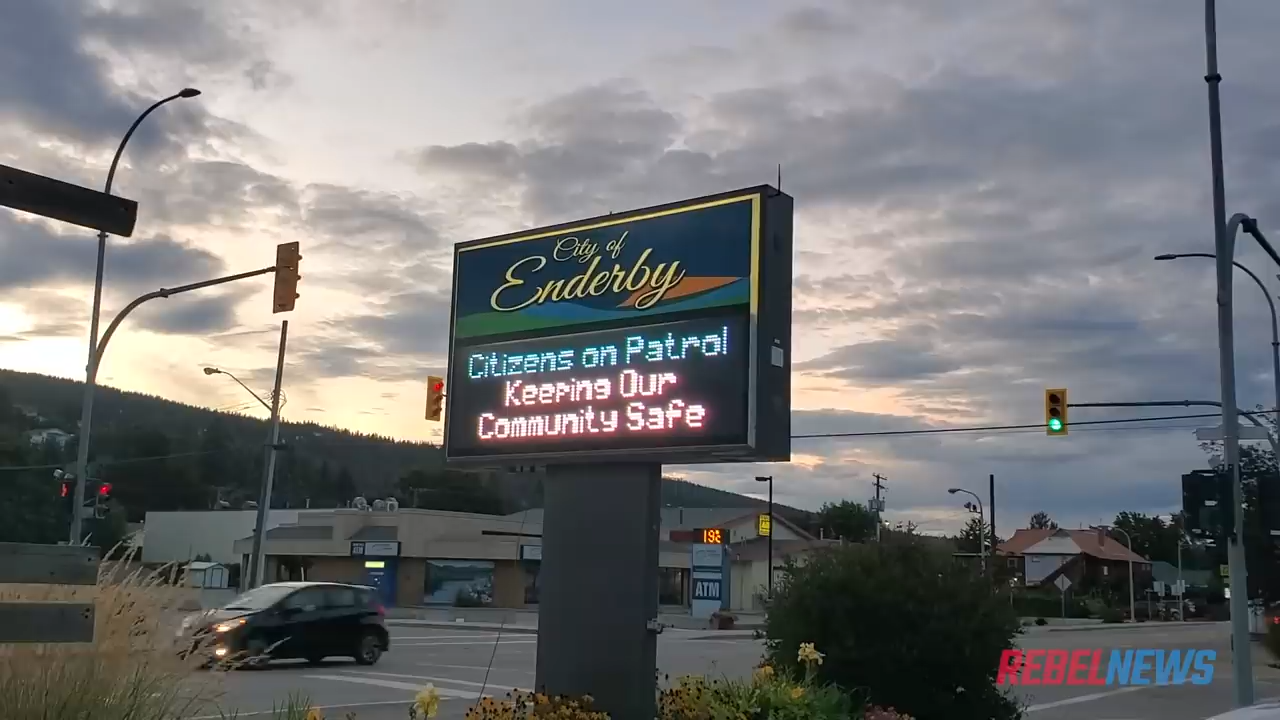 City of
Enderby
Citizens on Patrol
Keeping Our
Community Safe
ATM
REBELNEWS